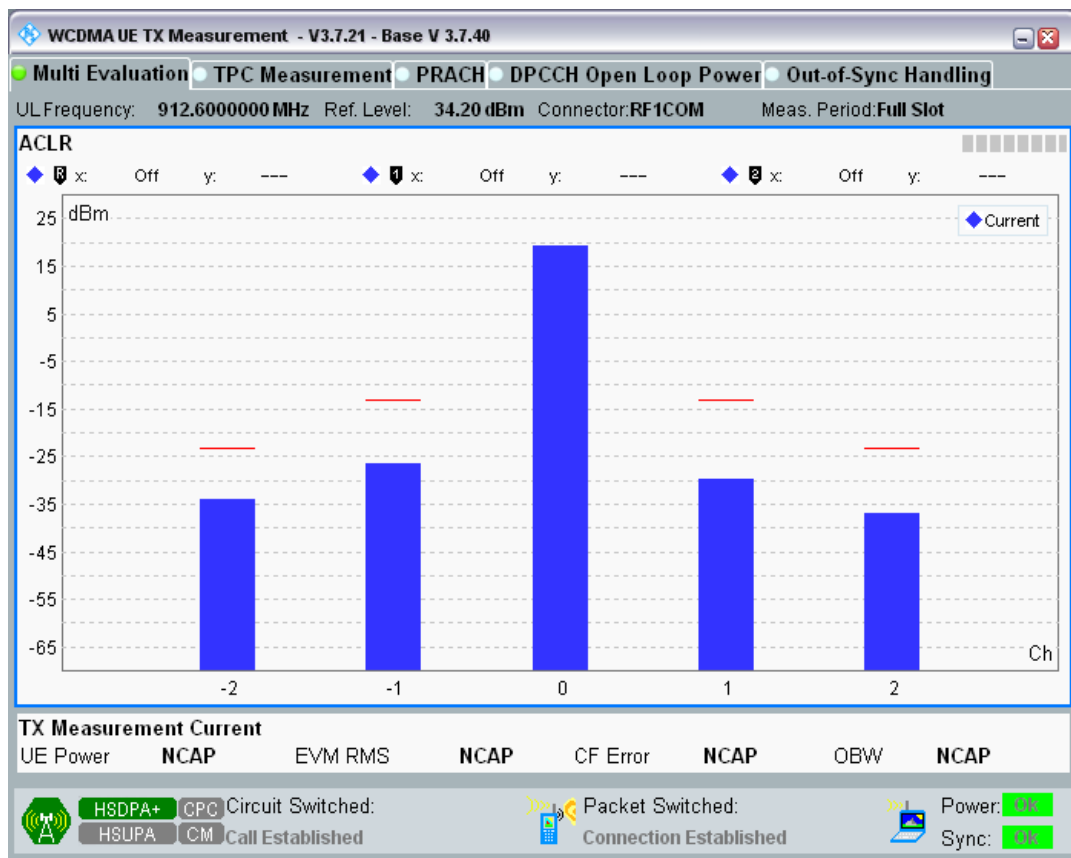 WCDMA UE TX Measurement - V3.7.21 - Base V 3.7.40
Multi Evaluation TPC Measurement PRACH DPCCH Open Loop Power Out-of-Sync Handling
UL Frequency: 912.6000000 MHz Ref. Level: 34.20 dBm Connector:RF1COM Meas. Period:Full Slot
ACLR
R x: Off y: --- 1 x: Off y: --- 2 x: Off y: ---
dBm
Current
25
15
5
-5
-15
-25
-35
-45
-55
-65
Ch
-2 -1 0 1 2
TX Measurement Current
UE Power NCAP EVM RMS NCAP CF Error NCAP OBW NCAP
HSDPA+ CPC Circuit Switched: Packet Switched: Power: OK
HSUPA CM Call Established Connection Established Sync: OK